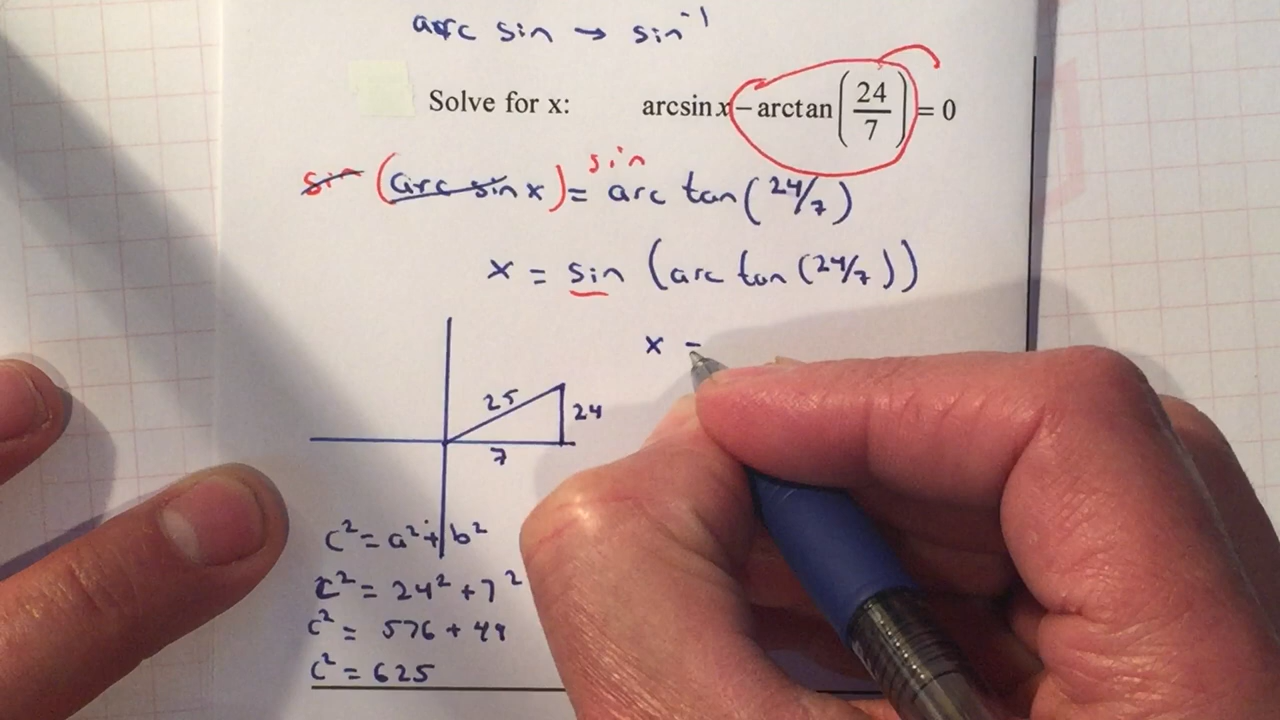 arc sin → sin⁻¹
Solve for x: arcsin x − arctan (24/7) = 0
sin (arc sin x) = sin arc tan (24/7)
x = sin (arc tan (24/7))
x =
25
24
7
c² = a² + b²
c² = 24² + 7²
c² = 576 + 49
c² = 625